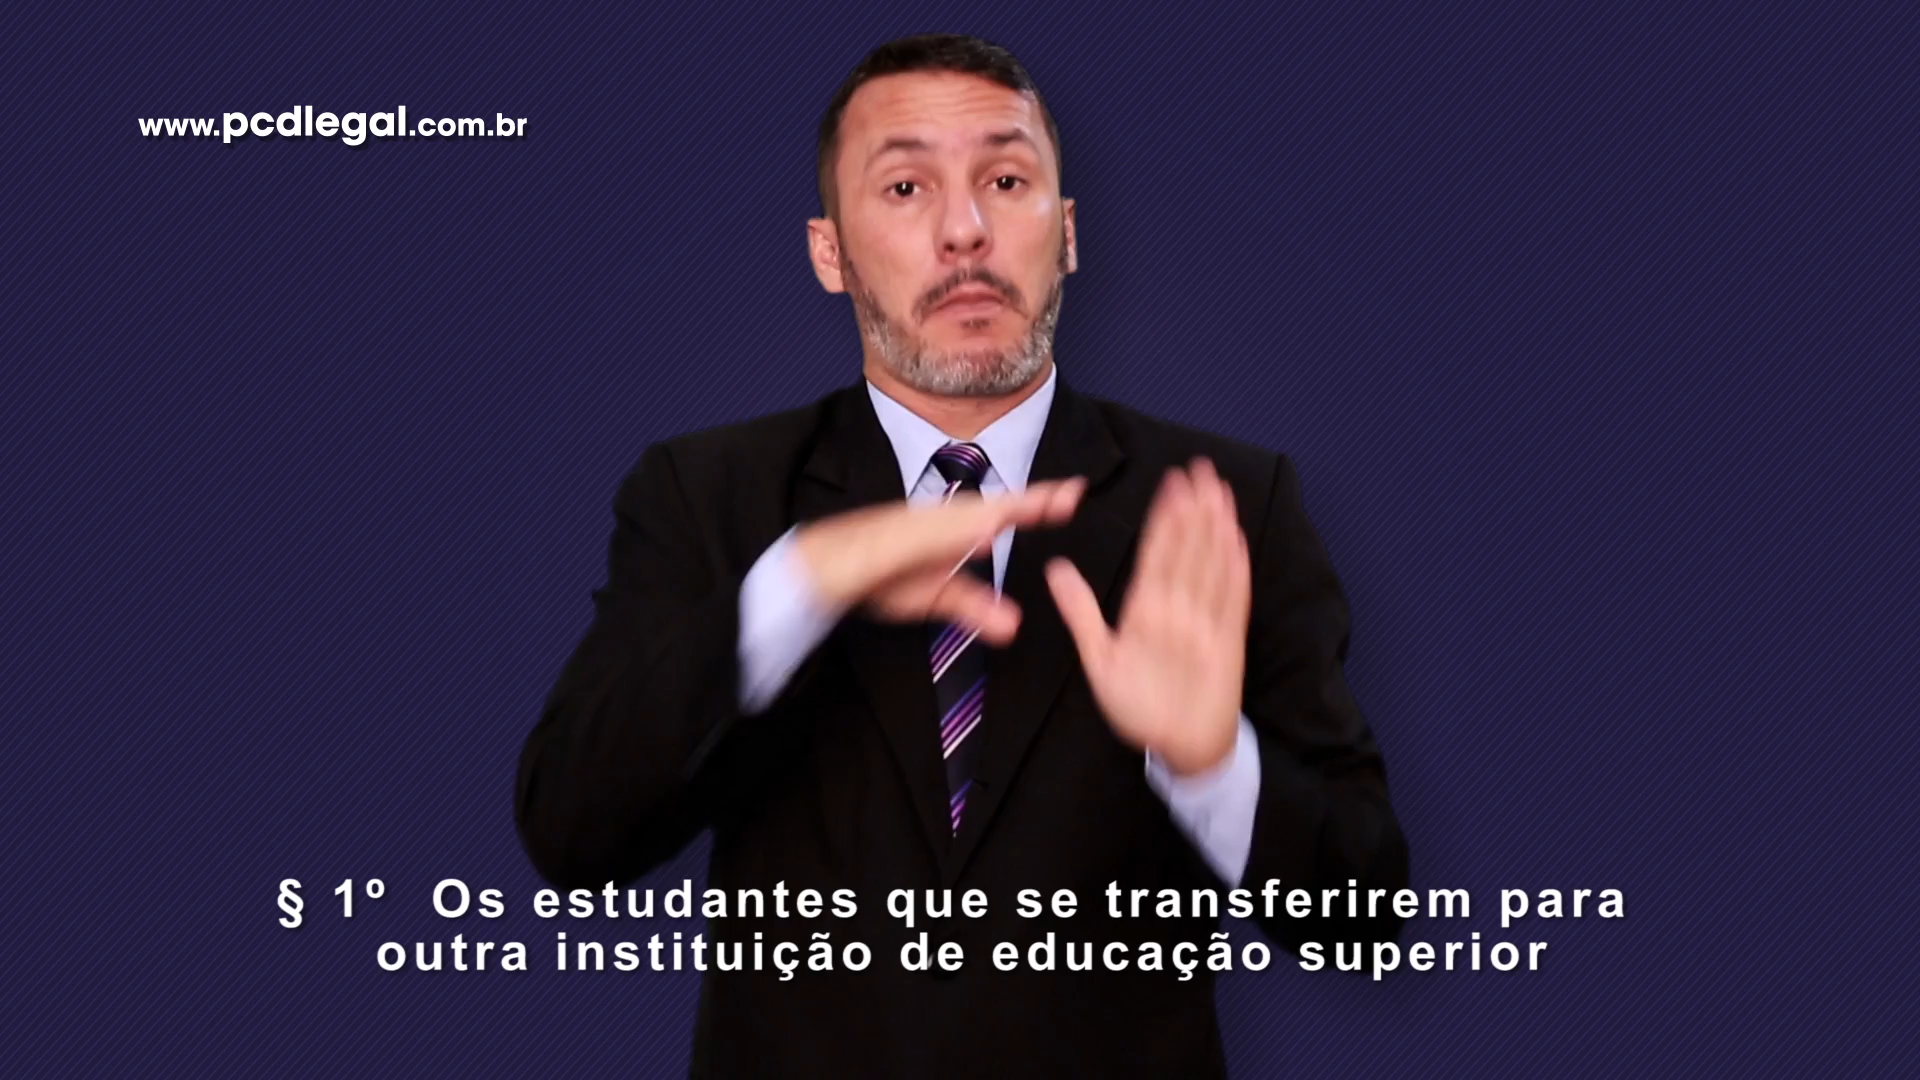 www.pcdlegal.com.br
§ 1º Os estudantes que se transferirem para
outra instituição de educação superior